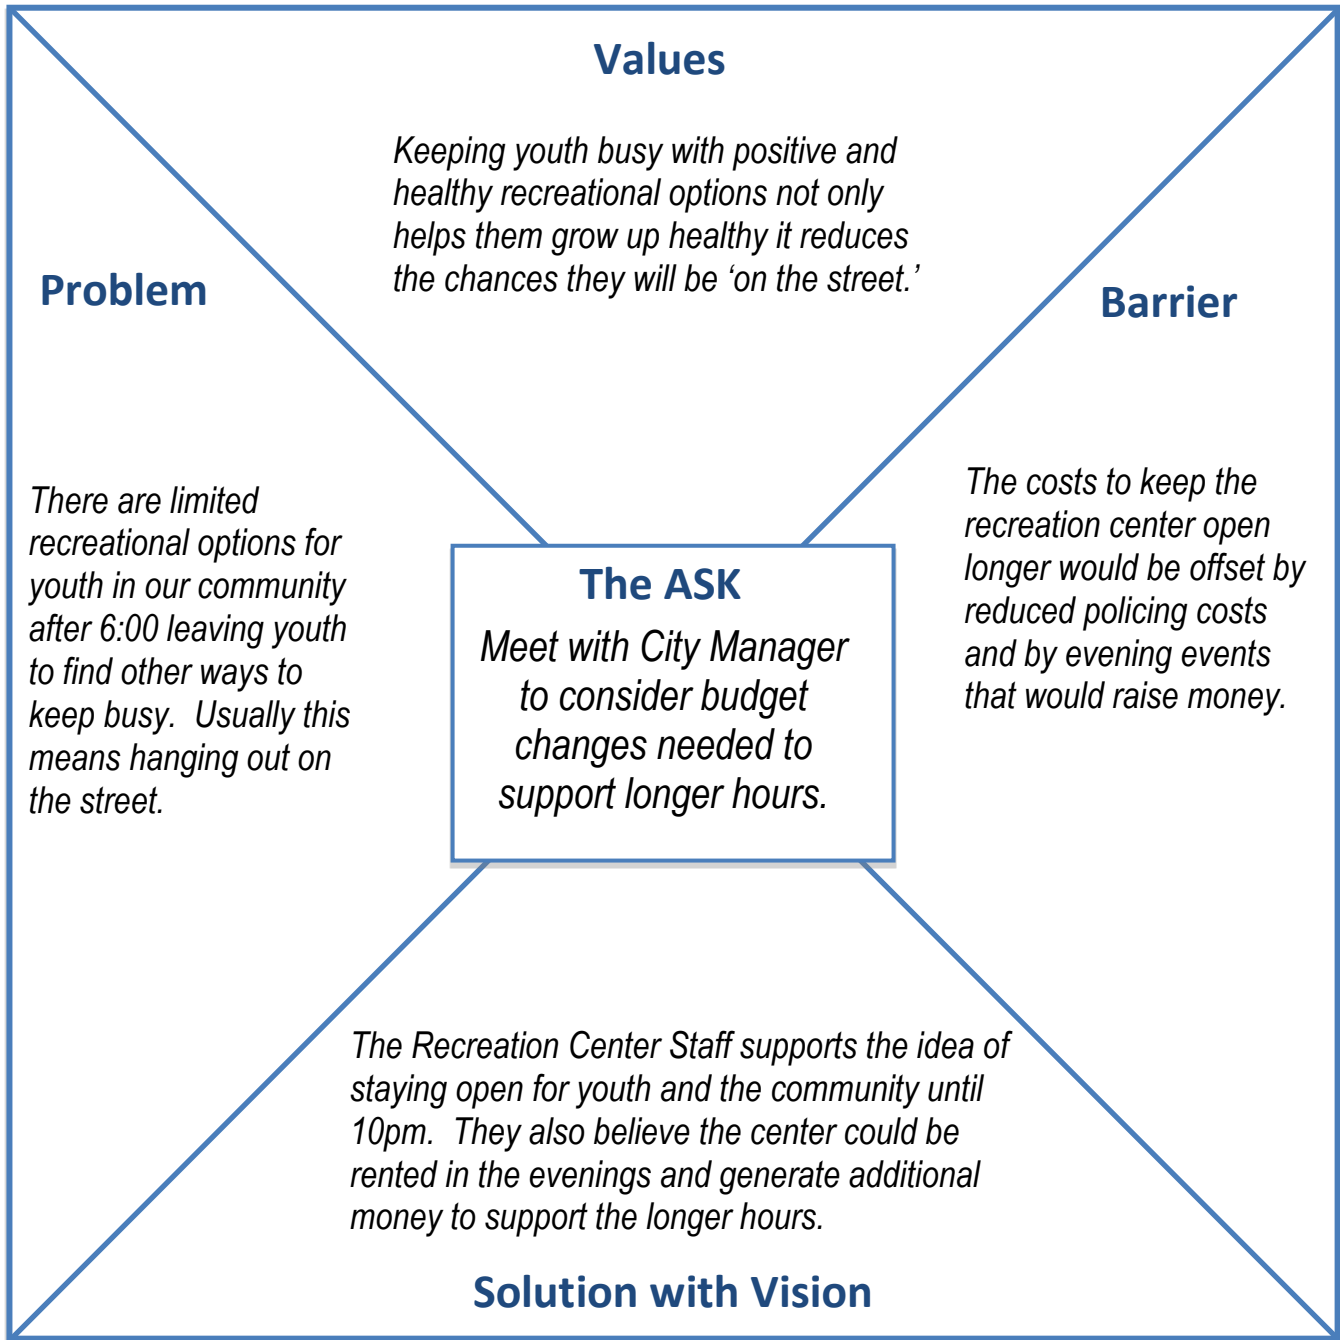 Values
Keeping youth busy with positive and
healthy recreational options not only
helps them grow up healthy it reduces
the chances they will be ‘on the street.’
Problem
There are limited
recreational options for
youth in our community
after 6:00 leaving youth
to find other ways to
keep busy.  Usually this
means hanging out on
the street.
Barrier
The costs to keep the
recreation center open
longer would be offset by
reduced policing costs
and by evening events
that would raise money.
The ASK
Meet with City Manager
to consider budget
changes needed to
support longer hours.
The Recreation Center Staff supports the idea of
staying open for youth and the community until
10pm.  They also believe the center could be
rented in the evenings and generate additional
money to support the longer hours.
Solution with Vision